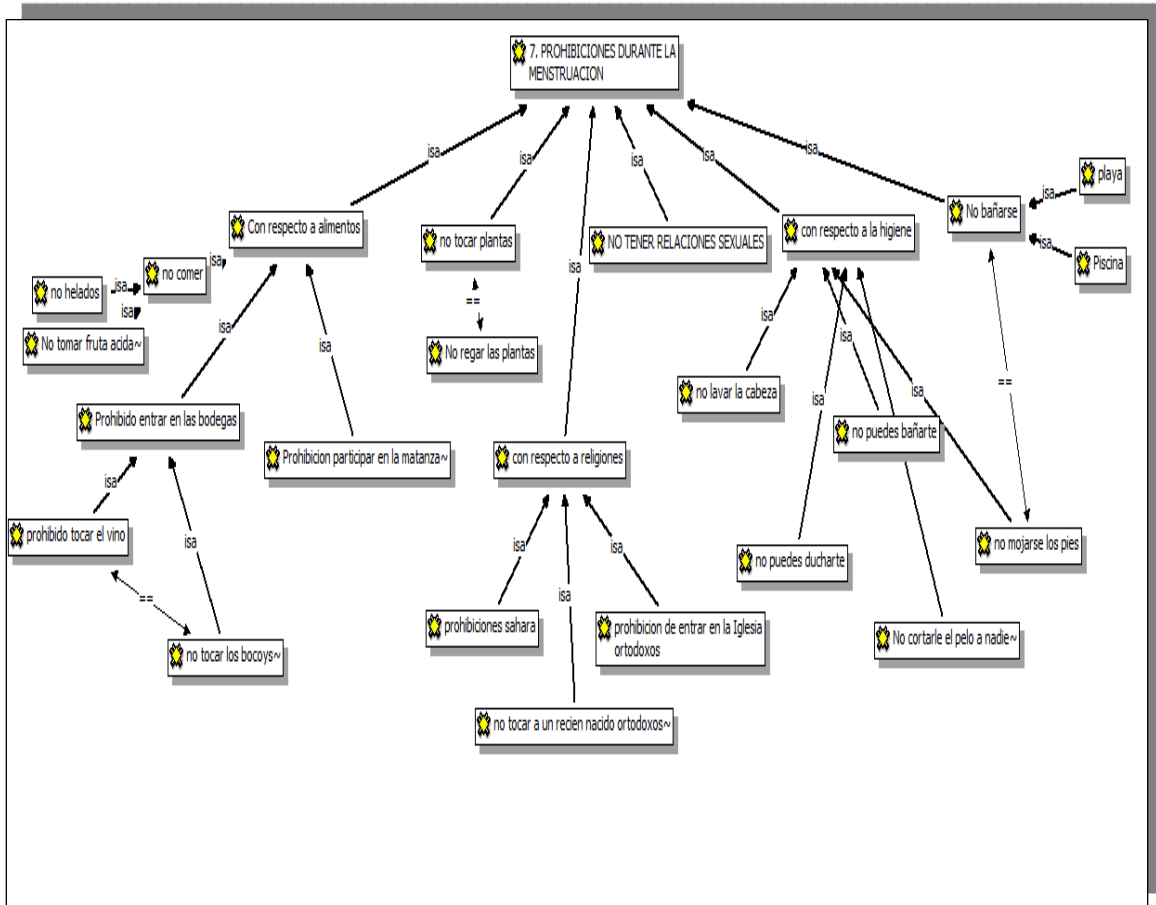 7. PROHIBICIONES DURANTE LA
MENSTRUACION
isa
isa
isa
isa
isa
isa
playa
isa
No bañarse
isa
Piscina
Con respecto a alimentos
no tocar plantas
NO TENER RELACIONES SEXUALES
con respecto a la higiene
isa
no comer
isa
no helados
isa
No tomar fruta acida~
==
No regar las plantas
isa
isa
isa
isa
isa
isa
isa
==
no lavar la cabeza
Prohibido entrar en las bodegas
Prohibicion participar en la matanza~
con respecto a religiones
no puedes bañarte
isa
isa
prohibido tocar el vino
isa
isa
isa
no puedes ducharte
no mojarse los pies
==
no tocar los bocoys~
prohibiciones sahara
prohibicion de entrar en la Iglesia
ortodoxos
No cortarle el pelo a nadie~
no tocar a un recien nacido ortodoxos~